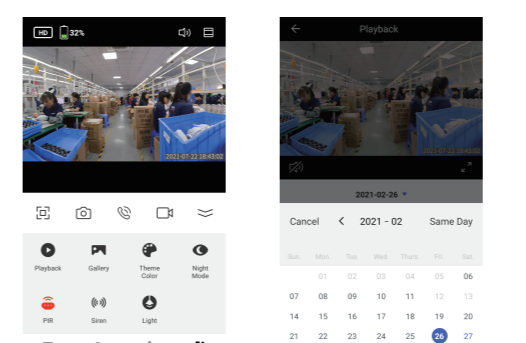 HD 32%
2021-07-22 18:43:02
Playback Gallery Theme Color Night Mode
PIR Siren Light
Playback
2021-07-22 18:43:02
2021-02-26
Cancel < 2021 - 02 Same Day
Sun. Mon. Tue. Wed. Thurs. Fri. Sat.
01 02 03 04 05 06
07 08 09 10 11 12 13
14 15 16 17 18 19 20
21 22 23 24 25 26 27